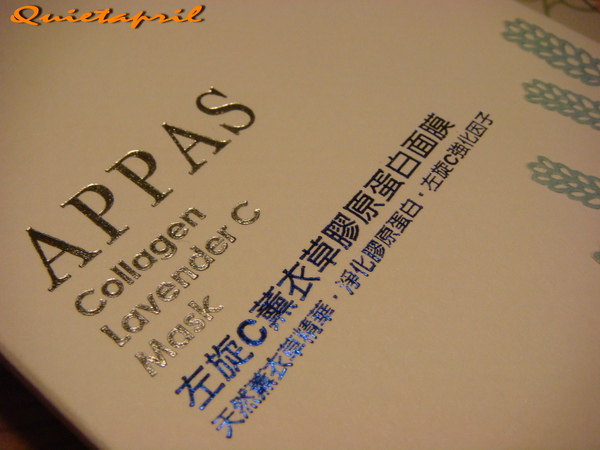 Quietapril
APPAS
Collagen
Lavender C
Mask
左旋C薰衣草膠原蛋白面膜
天然薰衣草精華，淨化膠原蛋白，左旋C強化因子